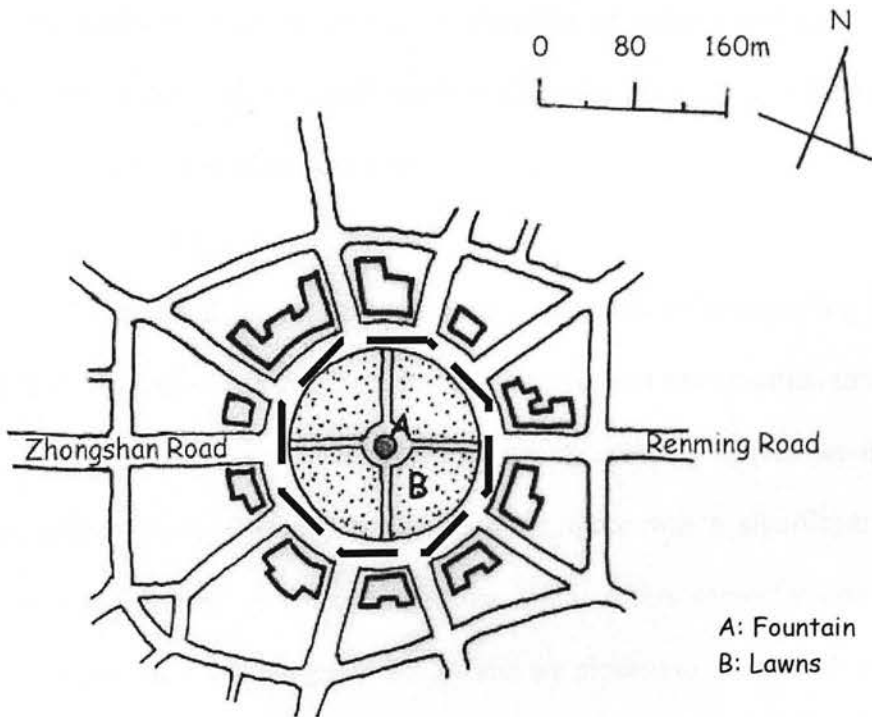 0 80 160m
N
A
Zhongshan Road
Renming Road
B
A: Fountain
B: Lawns